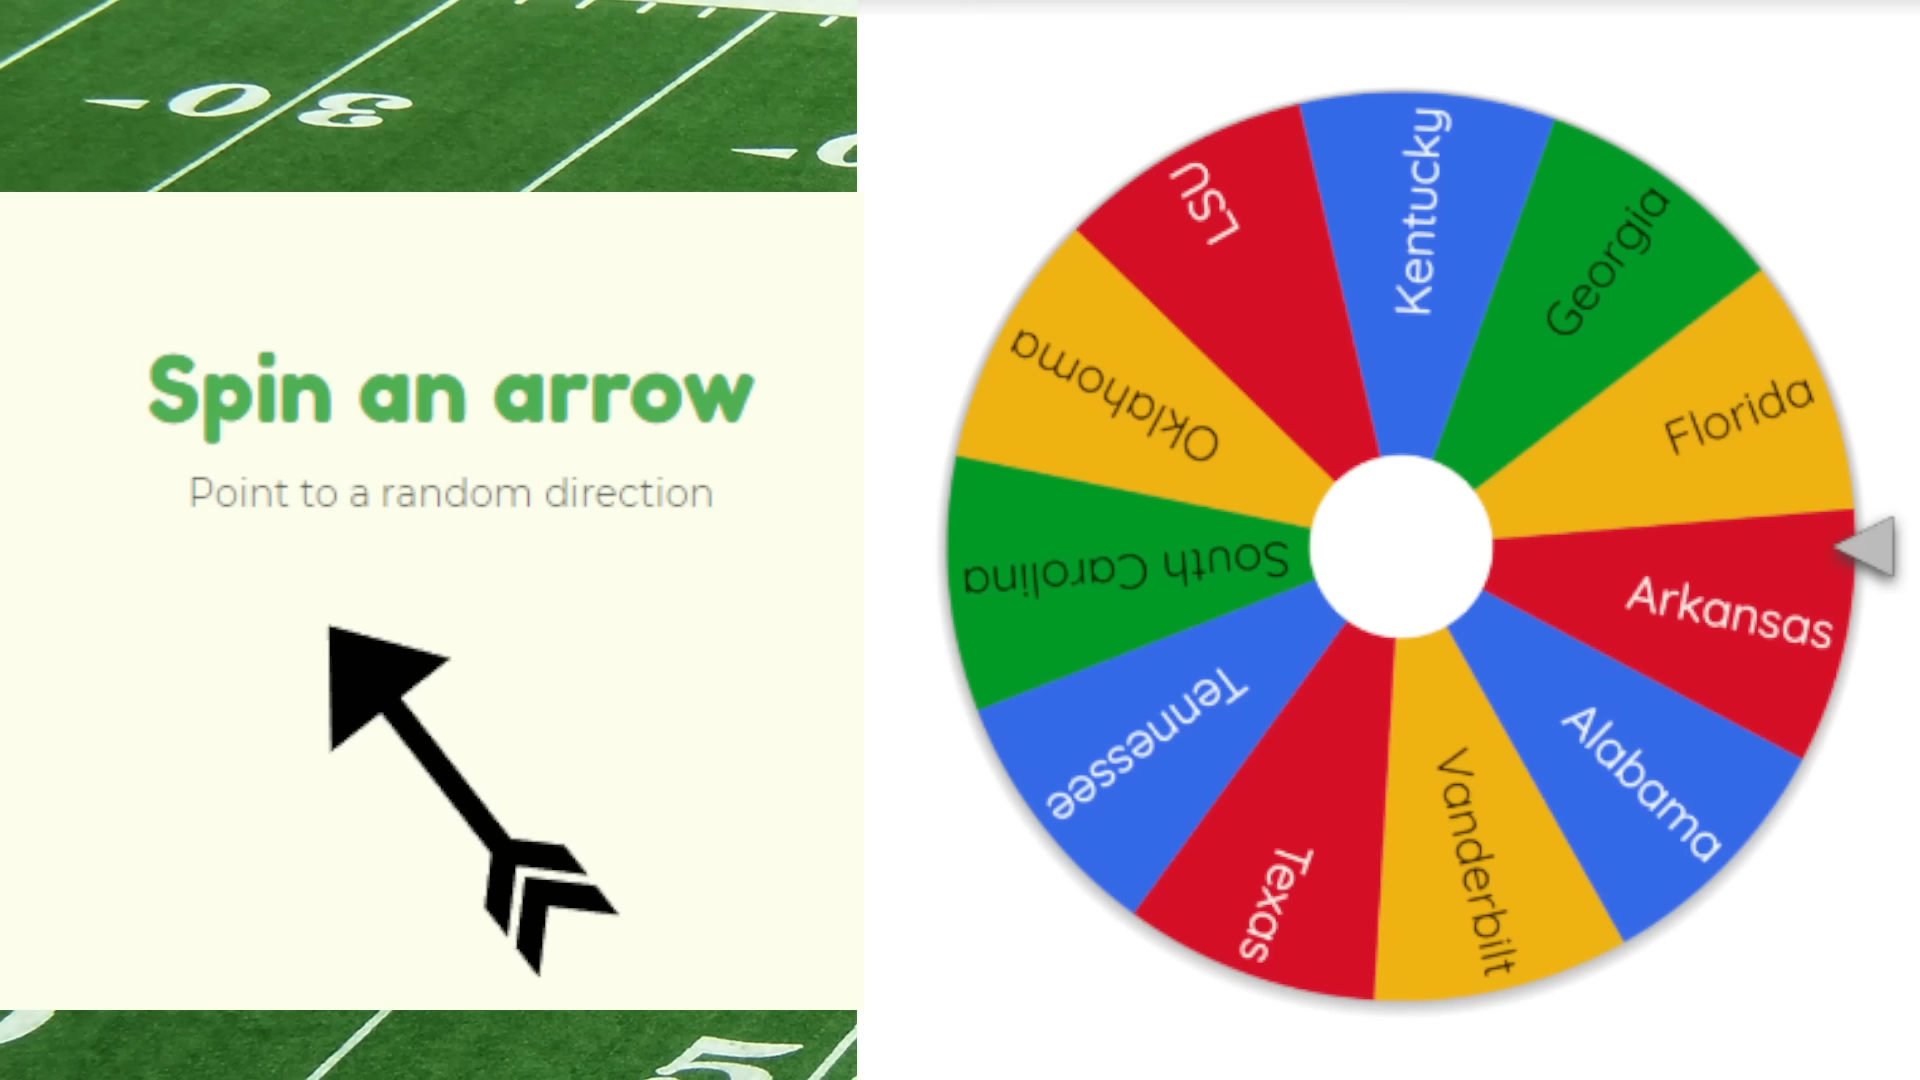 30
Spin an arrow
Point to a random direction
5
Kentucky
Georgia
Florida
Arkansas
Alabama
Vanderbilt
Texas
Tennessee
South Carolina
Oklahoma
LSU